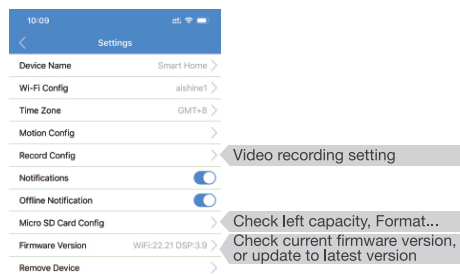 10:09
Settings
Device Name Smart Home
Wi-Fi Config aishine1
Time Zone GMT+8
Motion Config
Record Config Video recording setting
Notifications
Offline Notification
Micro SD Card Config Check left capacity, Format...
Firmware Version WiFi:22.21 DSP:3.9 Check current firmware version,
or update to latest version
Remove Device